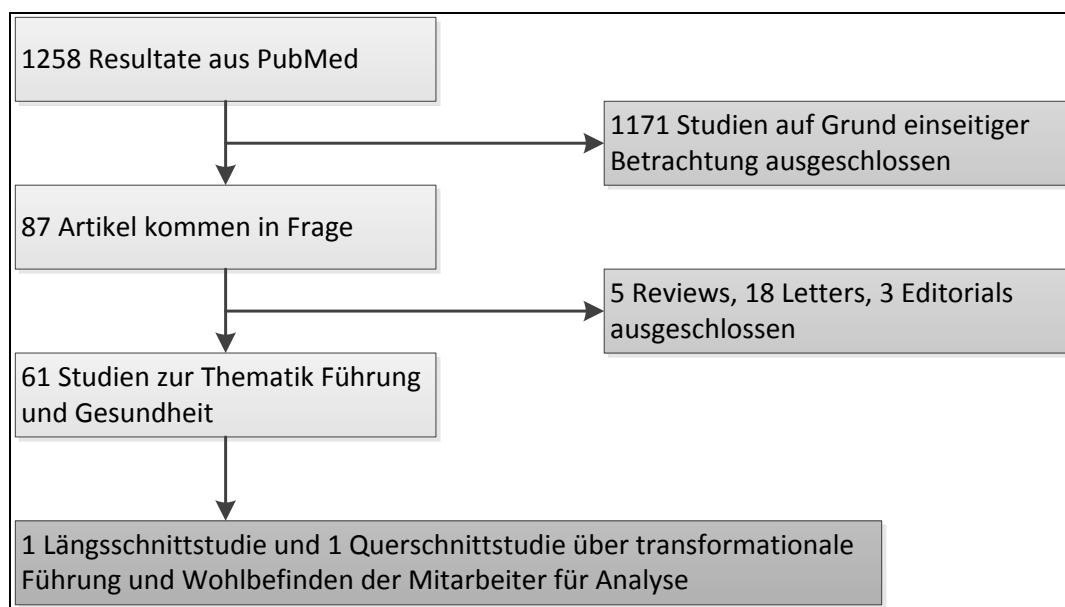 1258 Resultate aus PubMed
1171 Studien auf Grund einseitiger
Betrachtung ausgeschlossen
87 Artikel kommen in Frage
5 Reviews, 18 Letters, 3 Editorials
ausgeschlossen
61 Studien zur Thematik Führung
und Gesundheit
1 Längsschnittstudie und 1 Querschnittstudie über transformationale
Führung und Wohlbefinden der Mitarbeiter für Analyse